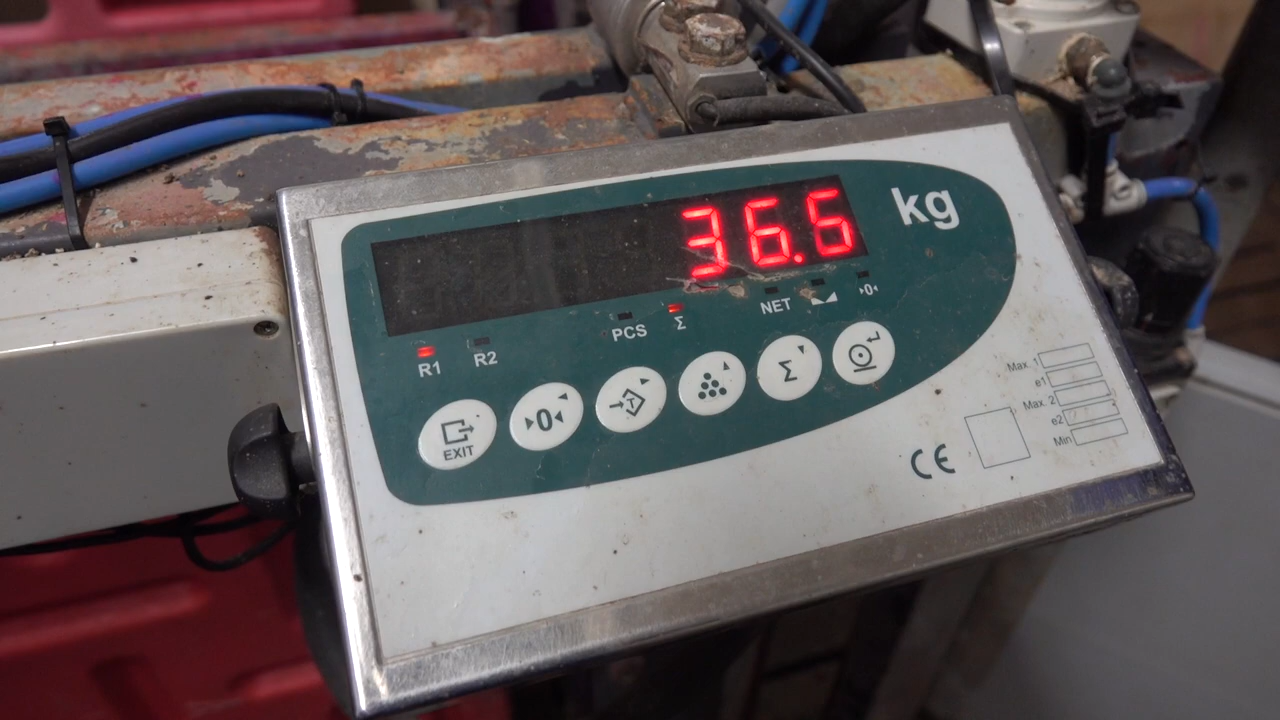 36.6 kg
R1 R2 PCS Σ NET →0←
EXIT →0← →T← Σ
Max. 1
e1
Max. 2
e2
Min
CE